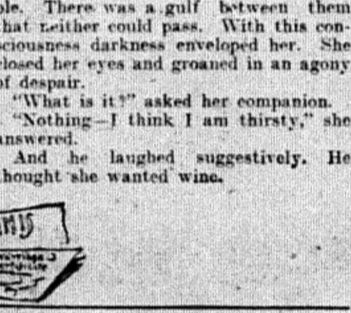 ple. There was a gulf between them
that neither could pass. With this con-
sciousness darkness enveloped her. She
closed her eyes and groaned in an agony
of despair.
"What is it?" asked her companion.
"Nothing—I think I am thirsty," she
answered.
And he laughed suggestively. He
thought she wanted wine.